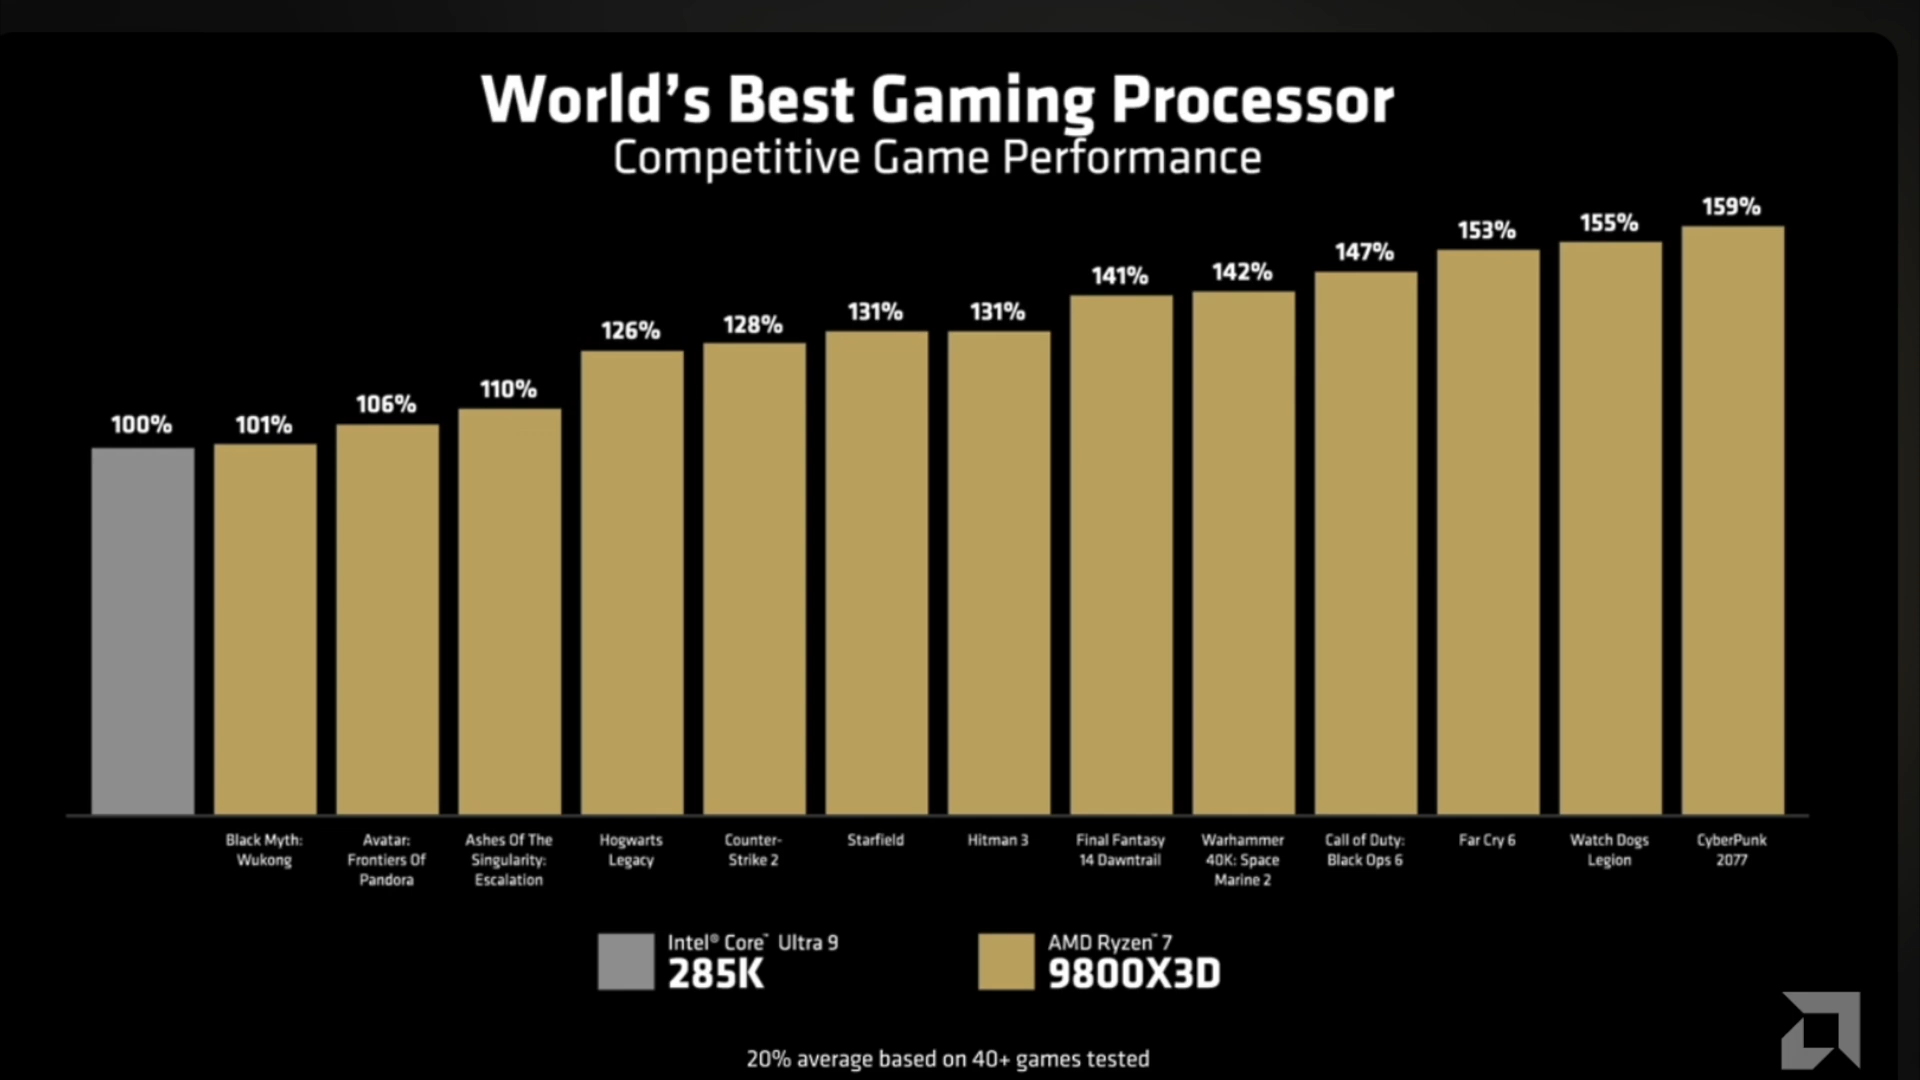 World's Best Gaming Processor
Competitive Game Performance
100%
101%
106%
110%
126%
128%
131%
131%
141%
142%
147%
153%
155%
159%
Black Myth:
Wukong
Avatar:
Frontiers Of
Pandora
Ashes Of The
Singularity:
Escalation
Hogwarts
Legacy
Counter-
Strike 2
Starfield
Hitman 3
Final Fantasy
14 Dawntrail
Warhammer
40K: Space
Marine 2
Call of Duty:
Black Ops 6
Far Cry 6
Watch Dogs
Legion
CyberPunk
2077
Intel® Core™ Ultra 9
285K
AMD Ryzen™ 7
9800X3D
20% average based on 40+ games tested